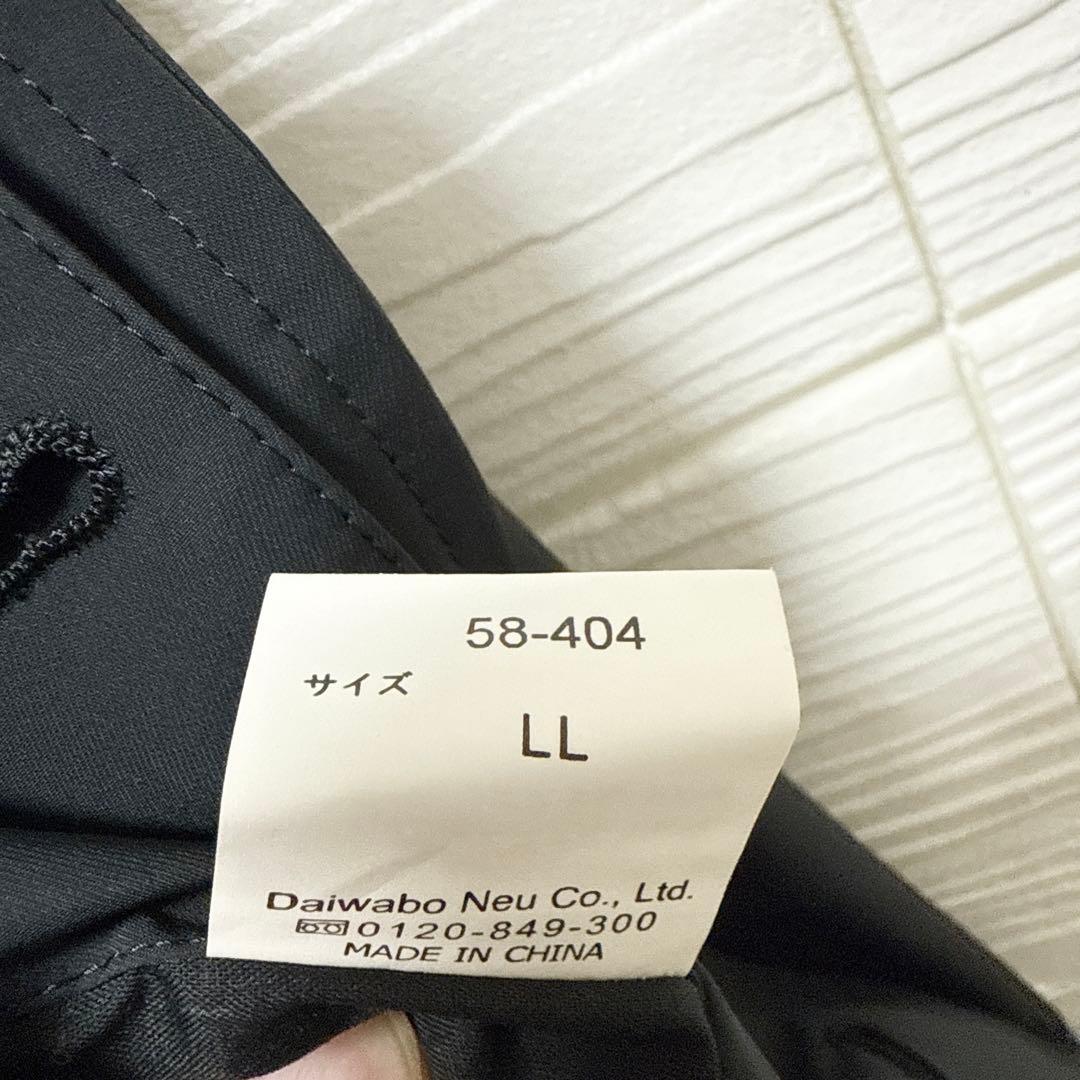 58-404
サイズ
LL
Daiwabo Neu Co., Ltd.
0120-849-300
MADE IN CHINA